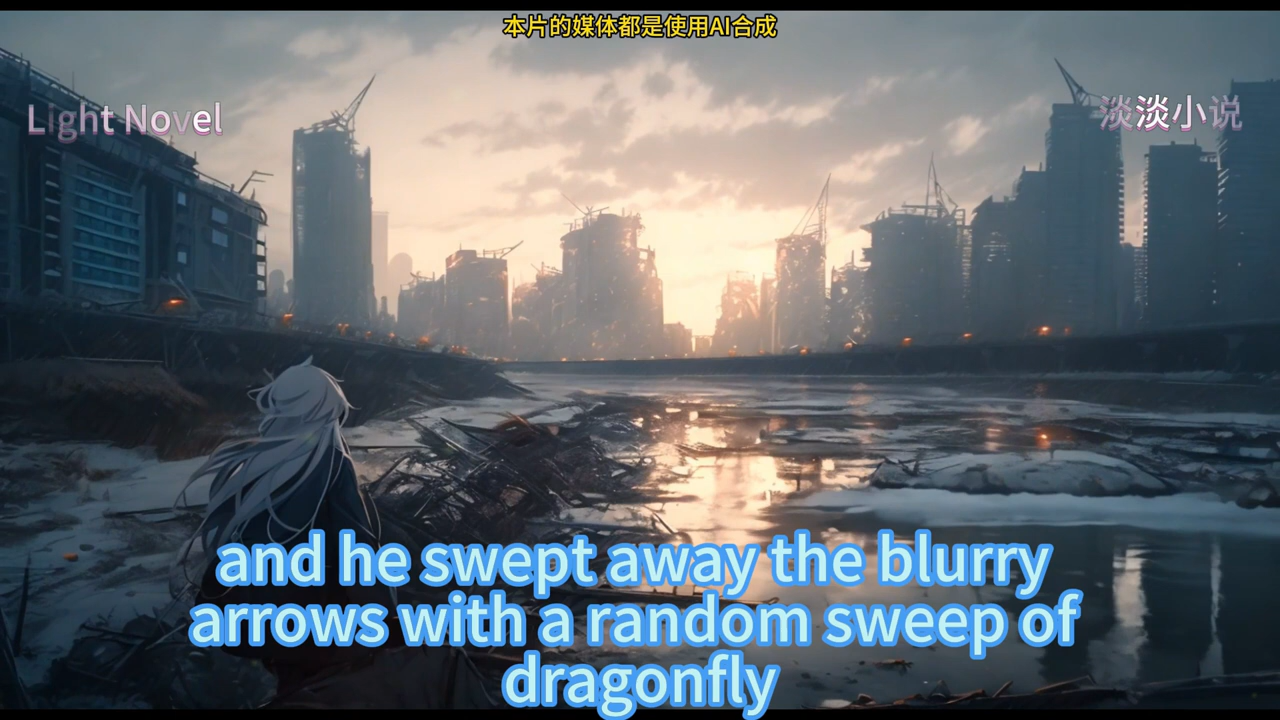 本片的媒体都是使用AI合成
Light Novel
淡淡小说
and he swept away the blurry
arrows with a random sweep of
dragonfly